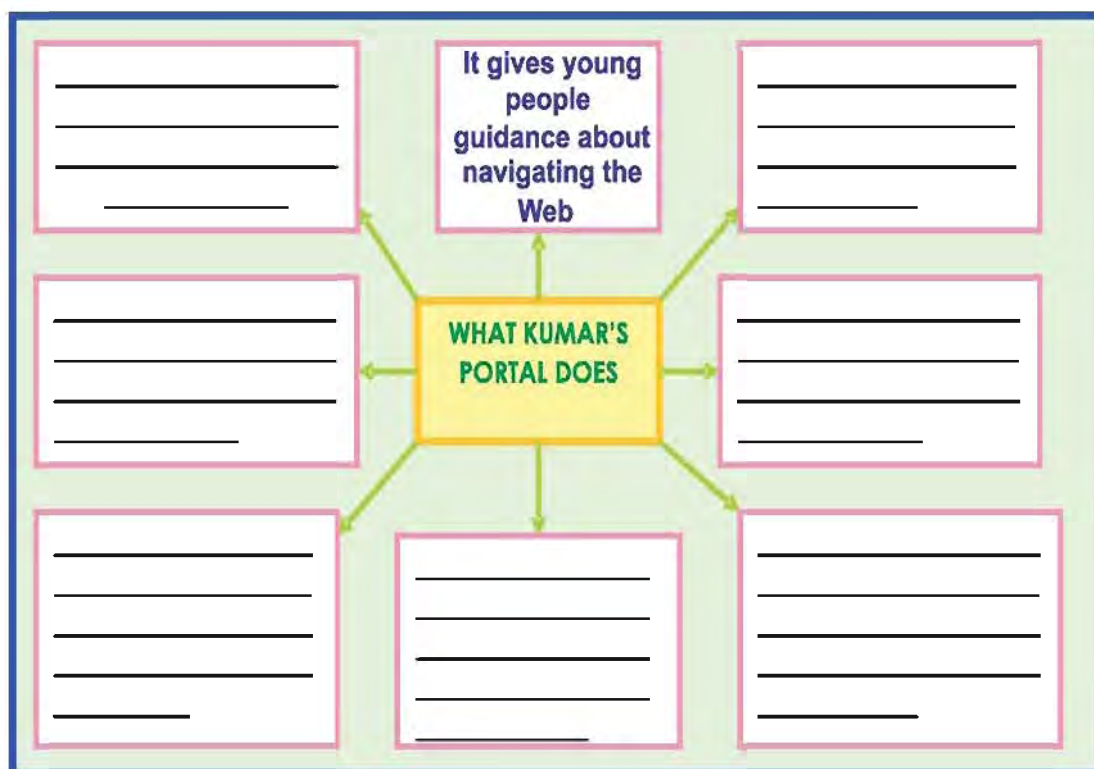 It gives young
people
guidance about
navigating the
Web
WHAT KUMAR'S
PORTAL DOES